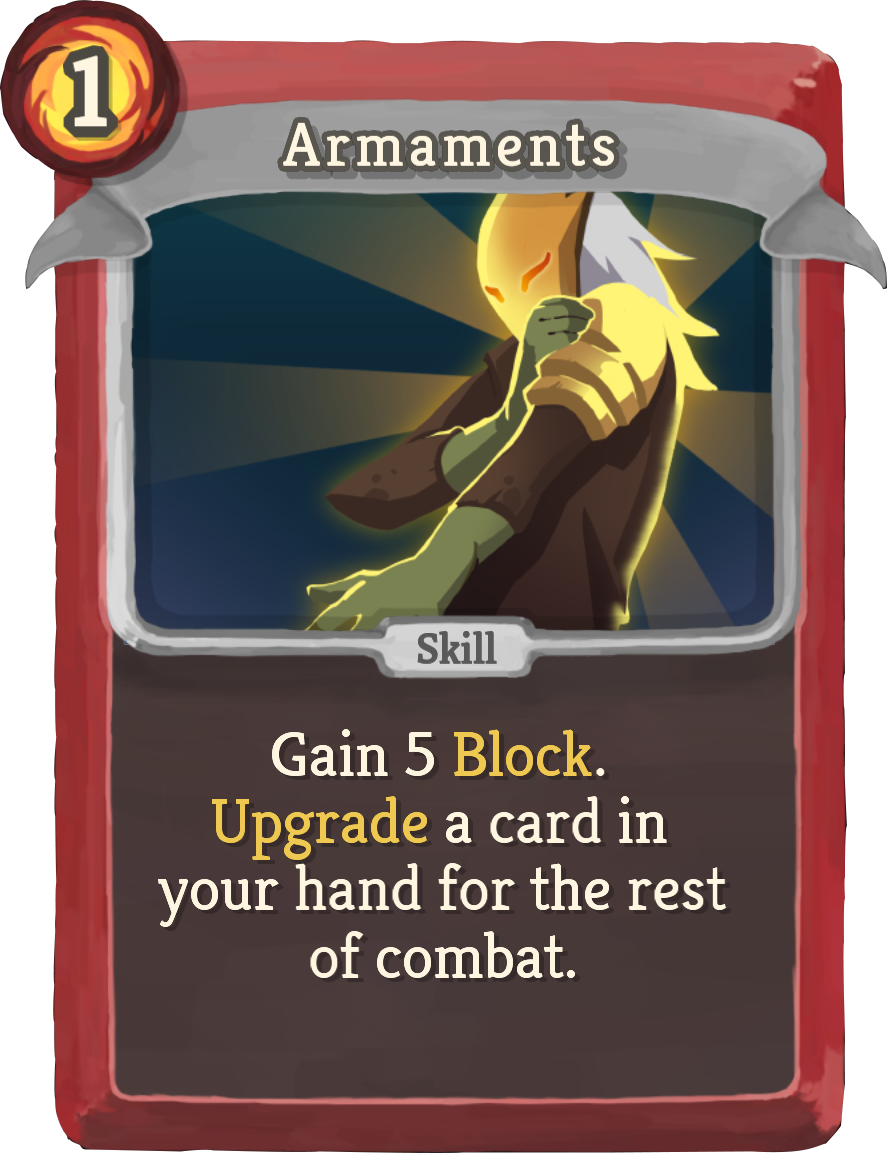 1
Armaments
Skill
Gain 5 Block.
Upgrade a card in
your hand for the rest
of combat.